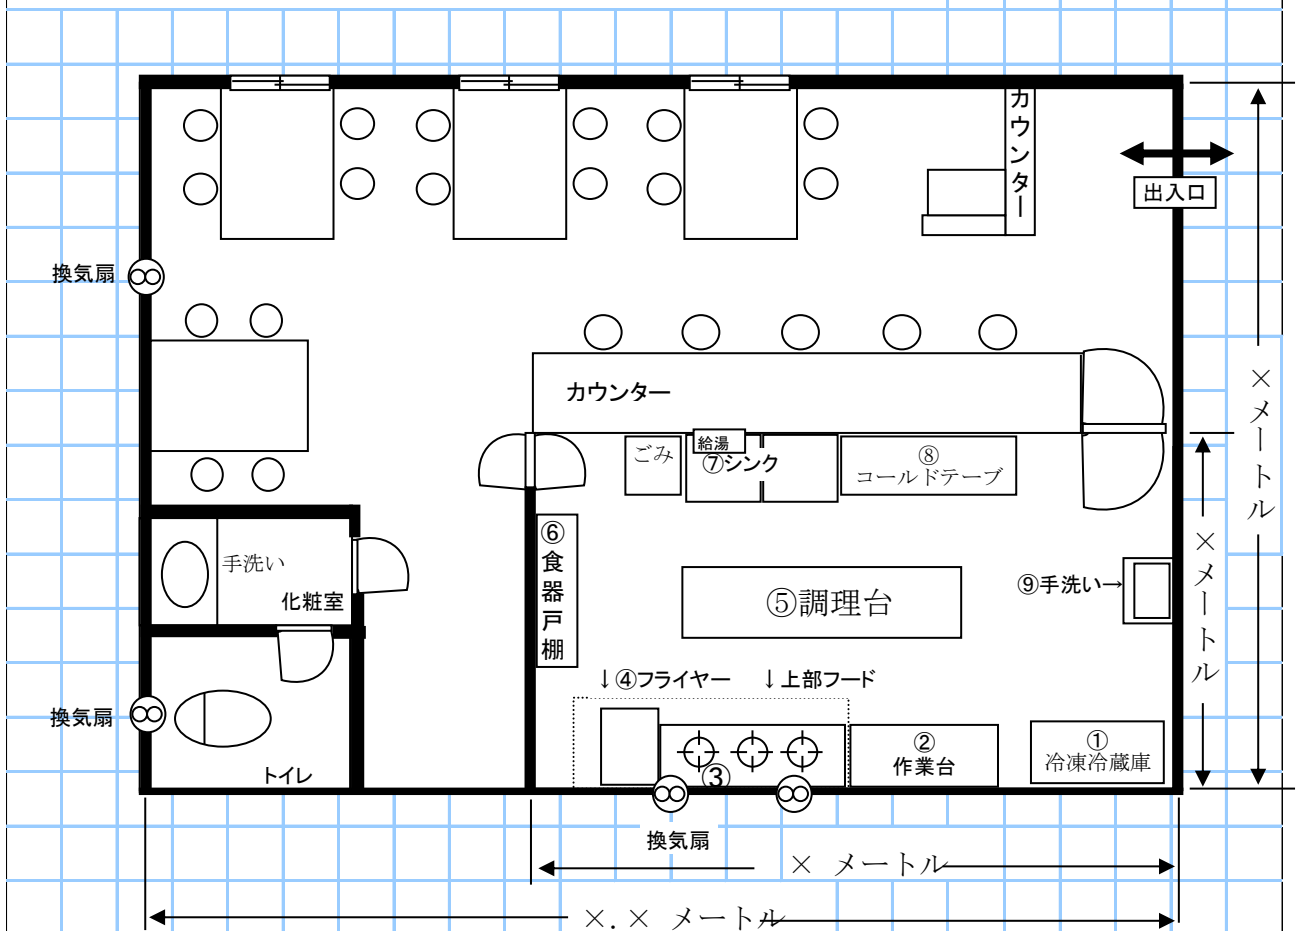 カウンター
出入口
換気扇
カウンター
給湯
ごみ
⑦シンク
⑧
コールドテーブ
×メートル
×メートル
⑥食器戸棚
手洗い
化粧室
⑨手洗い→
⑤調理台
↓④フライヤー
↓上部フード
換気扇
トイレ
③
②
作業台
①
冷凍冷蔵庫
換気扇
× メートル
×.× メートル